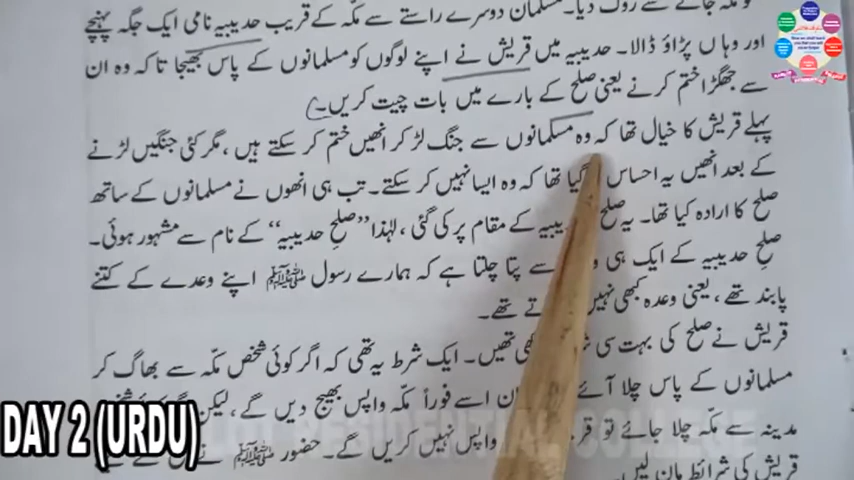 کو مکہ جانے سے روک دیا۔ مسلمان دوسرے راستے سے مکّہ کے قریب حدیبیہ نامی ایک جگہ پہنچے
اور وہاں پڑاؤ ڈالا۔ حدیبیہ میں قریش نے اپنے لوگوں کو مسلمانوں کے پاس بھیجا تاکہ وہ ان
سے جھگڑا ختم کرنے یعنی صلح کے بارے میں بات چیت کریں۔
پہلے قریش کا خیال تھا کہ وہ مسلمانوں سے جنگ لڑ کر انھیں ختم کر سکتے ہیں، مگر کئی جنگیں لڑنے
کے بعد انھیں یہ احساس گیا تھا کہ وہ ایسا نہیں کر سکتے۔ تب ہی انھوں نے مسلمانوں کے ساتھ
صلح کا ارادہ کیا تھا۔ یہ صلح حدیبیہ کے مقام پر کی گئی، لہٰذا ”صلحِ حدیبیہ“ کے نام سے مشہور ہوئی۔
صلحِ حدیبیہ کے ایک ہی سے پتا چلتا ہے کہ ہمارے رسول ﷺ اپنے وعدے کے کتنے
پابند تھے، یعنی وعدہ کبھی نہیں تھے۔
قریش نے صلح کی بہت سی رکھی تھیں۔ ایک شرط یہ تھی کہ اگر کوئی شخص مکّہ سے بھاگ کر
مسلمانوں کے پاس چلا آئے اسے فوراً مکّہ واپس بھیج دیں گے، لیکن
مدینہ سے مکّہ چلا جائے تو واپس نہیں کریں گے۔ حضور ﷺ نے
قریش کی شرائط مان لیں۔
DAY 2 (URDU)
RESIDENTIAL COLLEGE